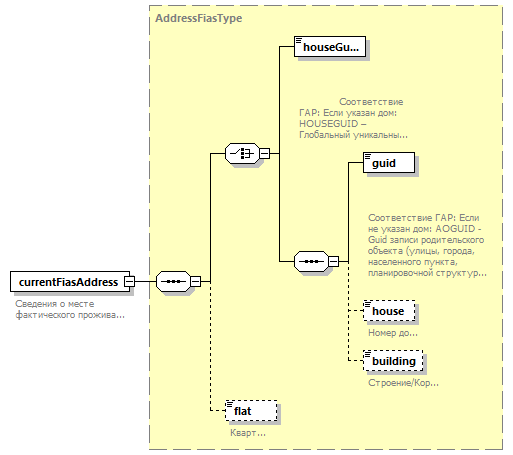 AddressFiasType
houseGu...
Соответствие
ГАР: Если указан дом:
HOUSEGUID –
Глобальный уникальны...
guid
Соответствие ГАР: Если
не указан дом: AOGUID -
Guid записи родительского
объекта (улицы, города,
населенного пункта,
планировочной структур...
currentFiasAddress
Сведения о месте
фактического прожива...
house
Номер до...
building
Строение/Кор...
flat
Кварт...